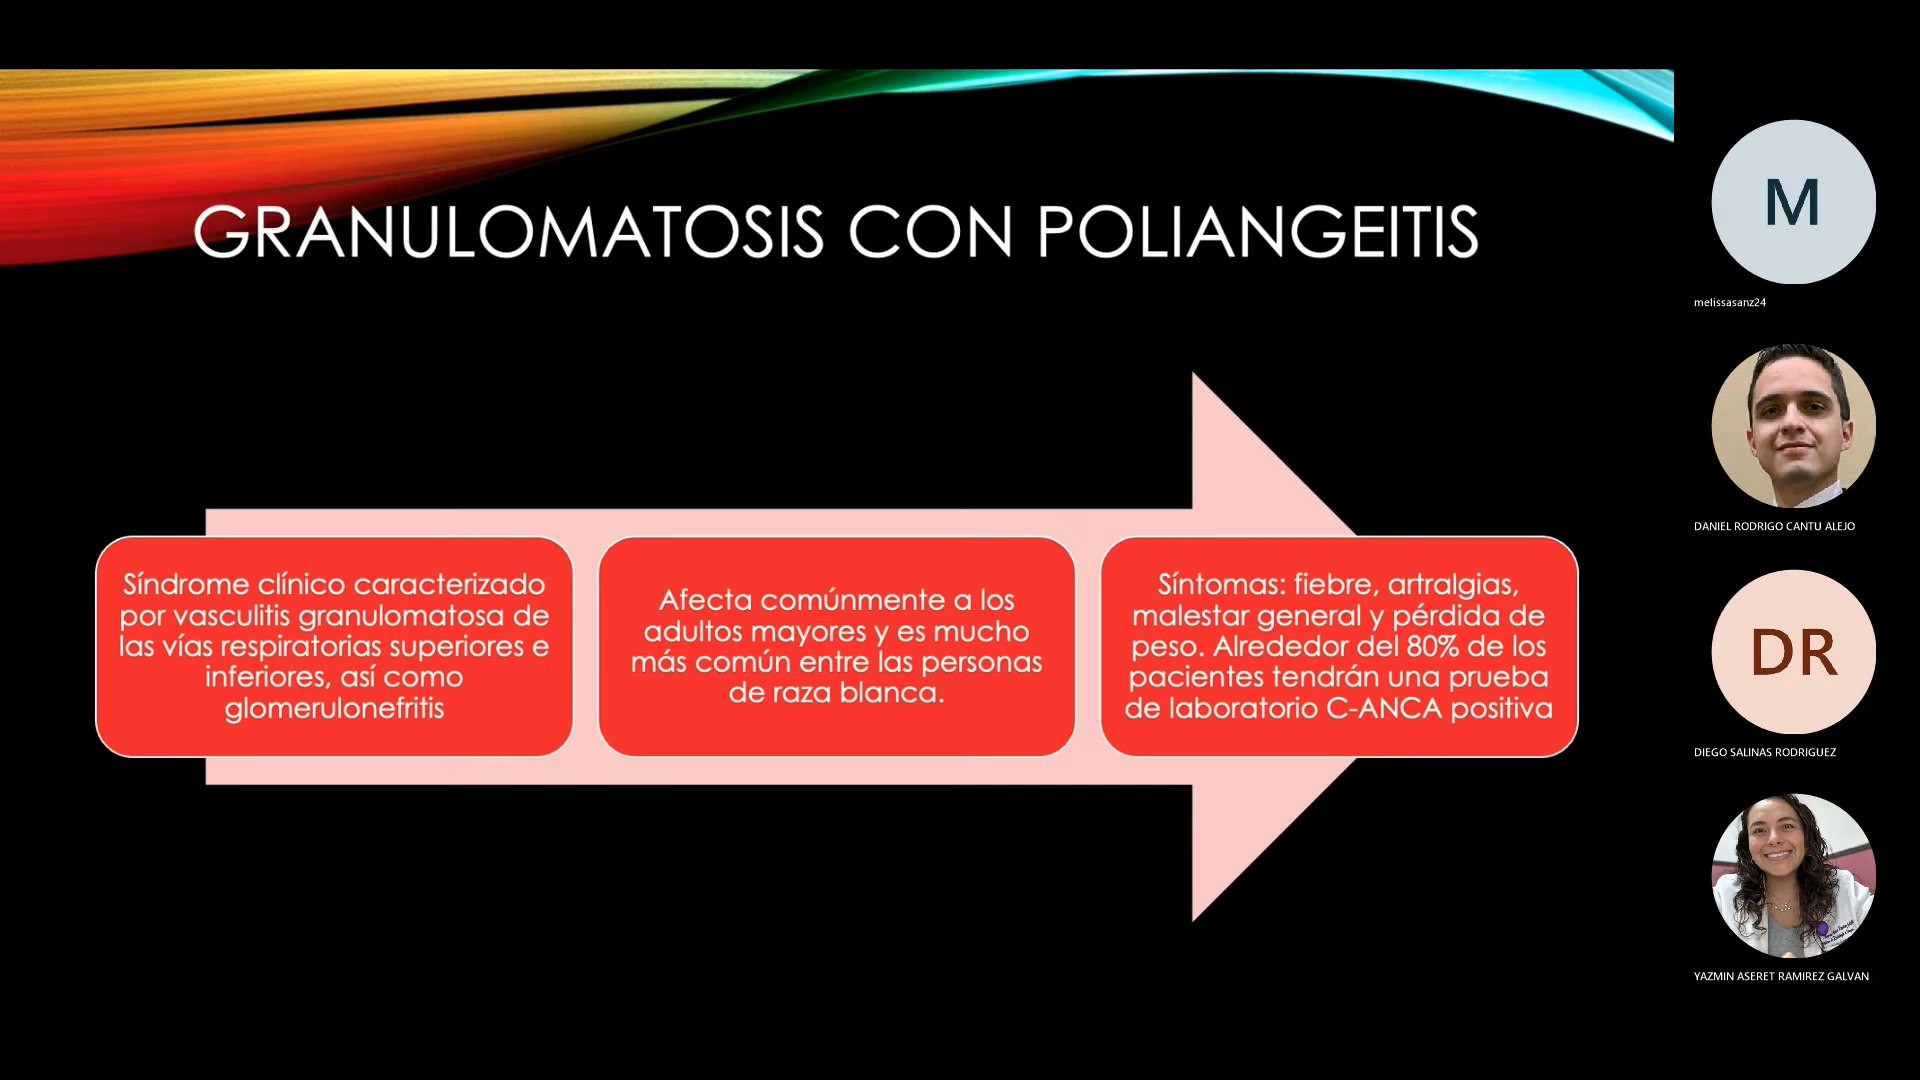 GRANULOMATOSIS CON POLIANGEITIS
Síndrome clínico caracterizado
por vasculitis granulomatosa de
las vías respiratorias superiores e
inferiores, así como
glomerulonefritis
Afecta comúnmente a los
adultos mayores y es mucho
más común entre las personas
de raza blanca.
Síntomas: fiebre, artralgias,
malestar general y pérdida de
peso. Alrededor del 80% de los
pacientes tendrán una prueba
de laboratorio C-ANCA positiva
M
melissasanz24
DANIEL RODRIGO CANTU ALEJO
DR
DIEGO SALINAS RODRIGUEZ
YAZMIN ASERET RAMIREZ GALVAN